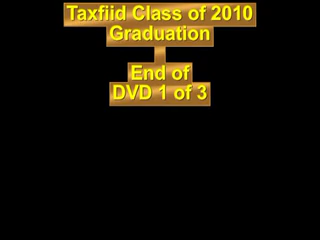 Taxfiid Class of 2010
Graduation
End of
DVD 1 of 3